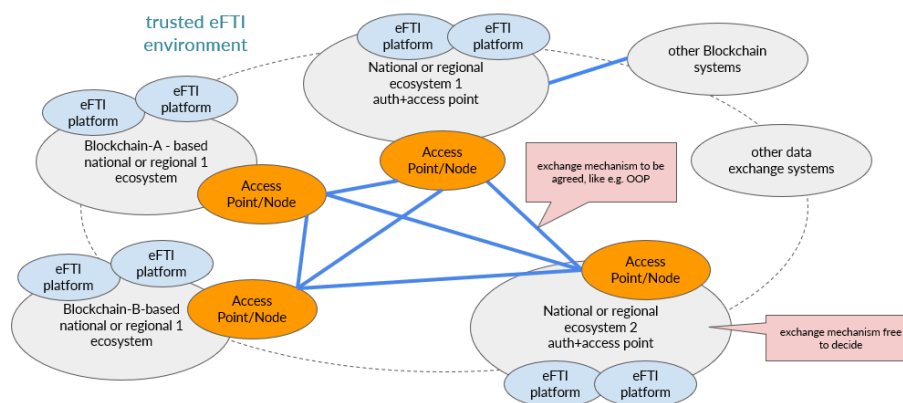 trusted eFTI
environment
eFTI
platform
eFTI
platform
National or regional
ecosystem 1
auth+access point
other Blockchain
systems
eFTI
platform
eFTI
platform
Blockchain-A - based
national or regional 1
ecosystem
Access
Point/Node
Access
Point/Node
exchange mechanism to be
agreed, like e.g. OOP
other data
exchange systems
eFTI
platform
eFTI
platform
Blockchain-B-based
national or regional 1
ecosystem
Access
Point/Node
Access
Point/Node
National or regional
ecosystem 2
auth+access point
exchange mechanism free
to decide
eFTI
platform
eFTI
platform